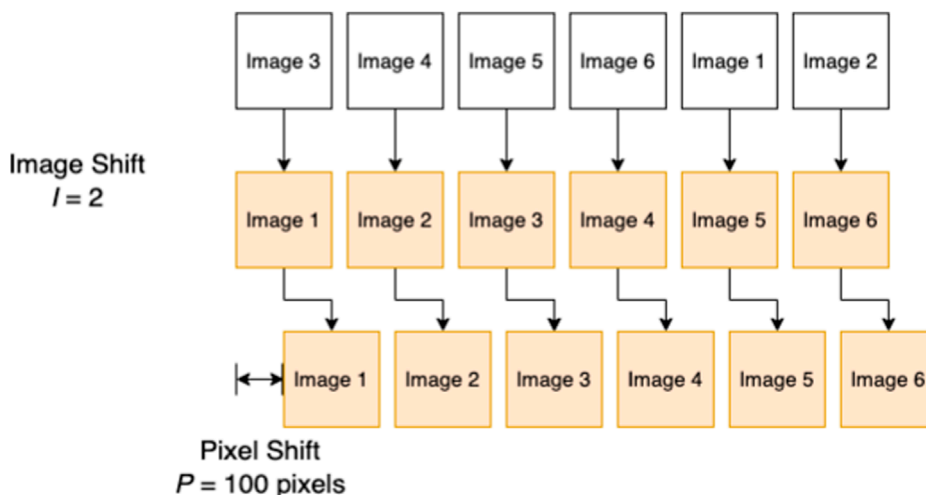 Image 3 Image 4 Image 5 Image 6 Image 1 Image 2
Image Shift
I = 2
Image 1 Image 2 Image 3 Image 4 Image 5 Image 6
Image 1 Image 2 Image 3 Image 4 Image 5 Image 6
Pixel Shift
P = 100 pixels